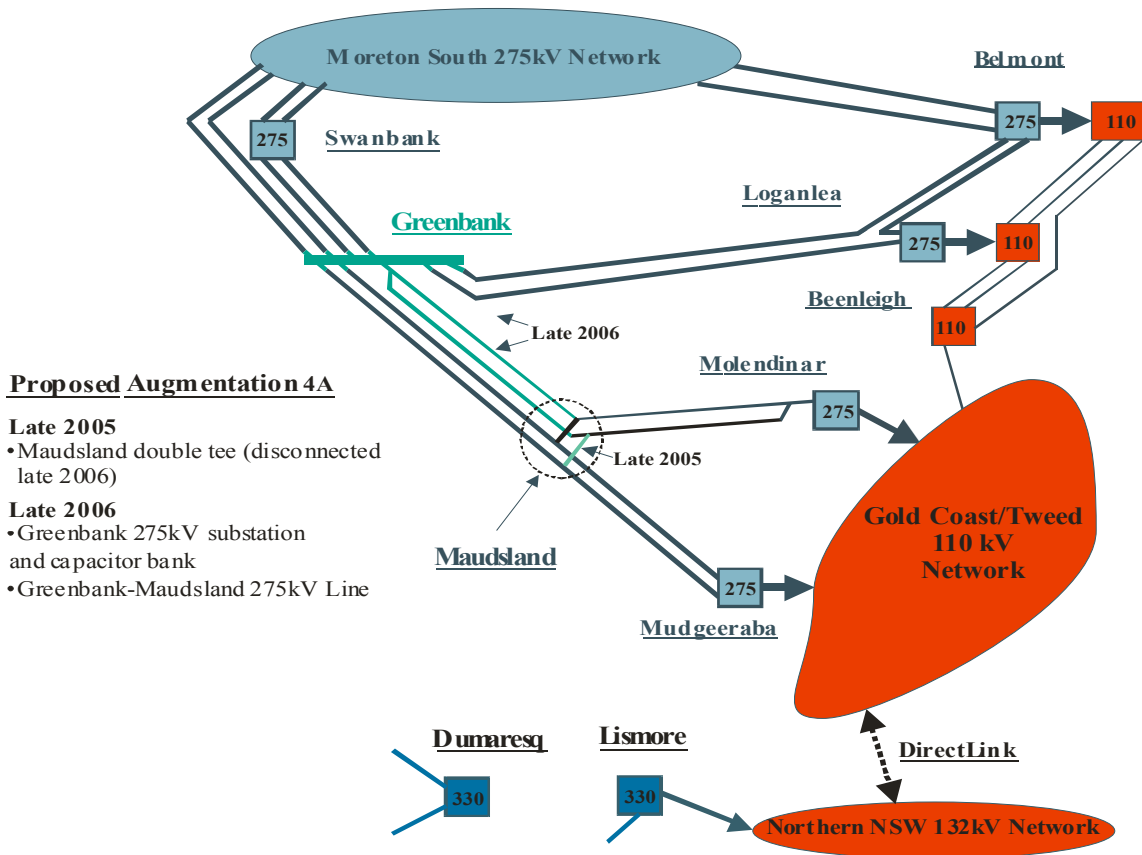 Moreton South 275kV Network
Belmont
275
110
275
Swanbank
Loganlea
Greenbank
275
110
Beenleigh
110
Late 2006
Molendinar
275
Proposed Augmentation 4A
Late 2005
•Maudsland double tee (disconnected
late 2006)
Late 2006
•Greenbank 275kV substation
and capacitor bank
•Greenbank-Maudsland 275kV Line
Late 2005
Maudsland
Gold Coast/Tweed
110 kV
Network
275
Mudgeeraba
Dumaresq
330
Lismore
330
DirectLink
Northern NSW 132kV Network